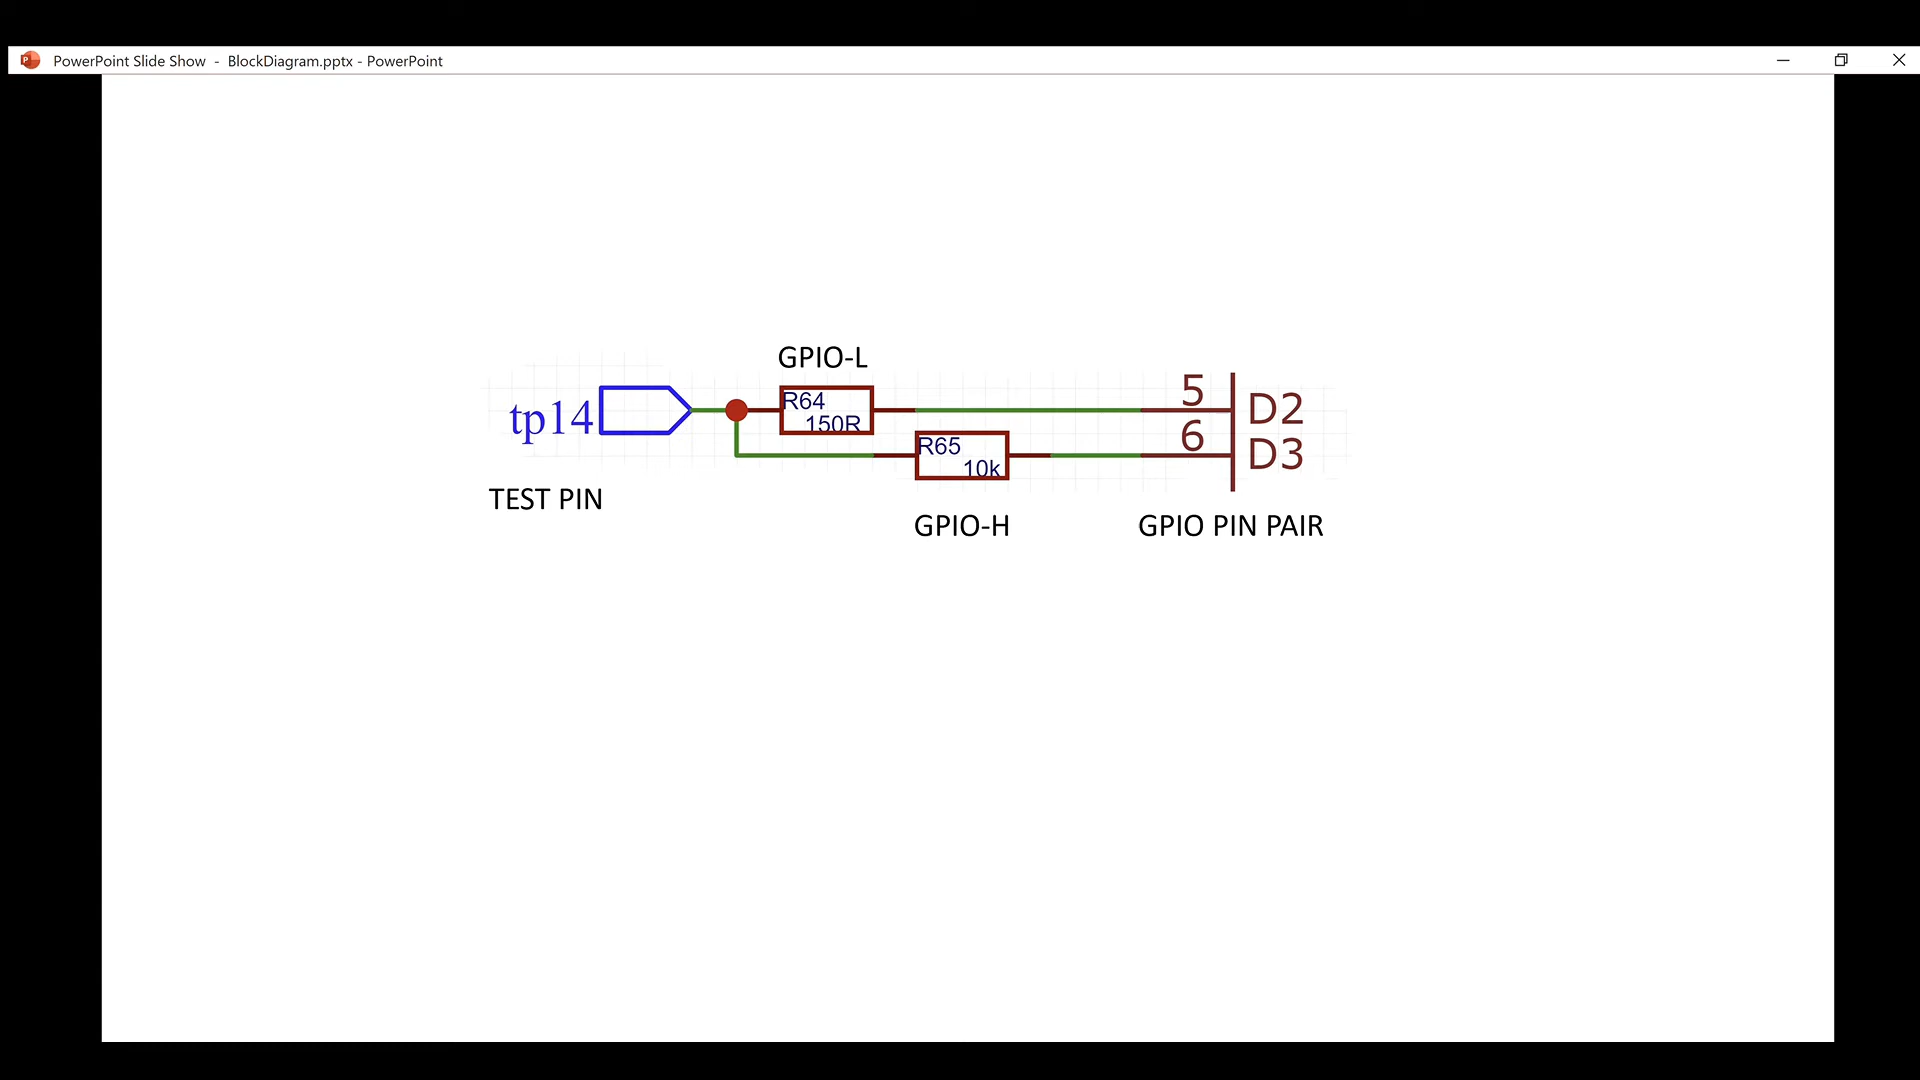 PowerPoint Slide Show - BlockDiagram.pptx - PowerPoint
GPIO-L
tp14
R64
150R
5
D2
R65
10k
6
D3
TEST PIN
GPIO-H
GPIO PIN PAIR